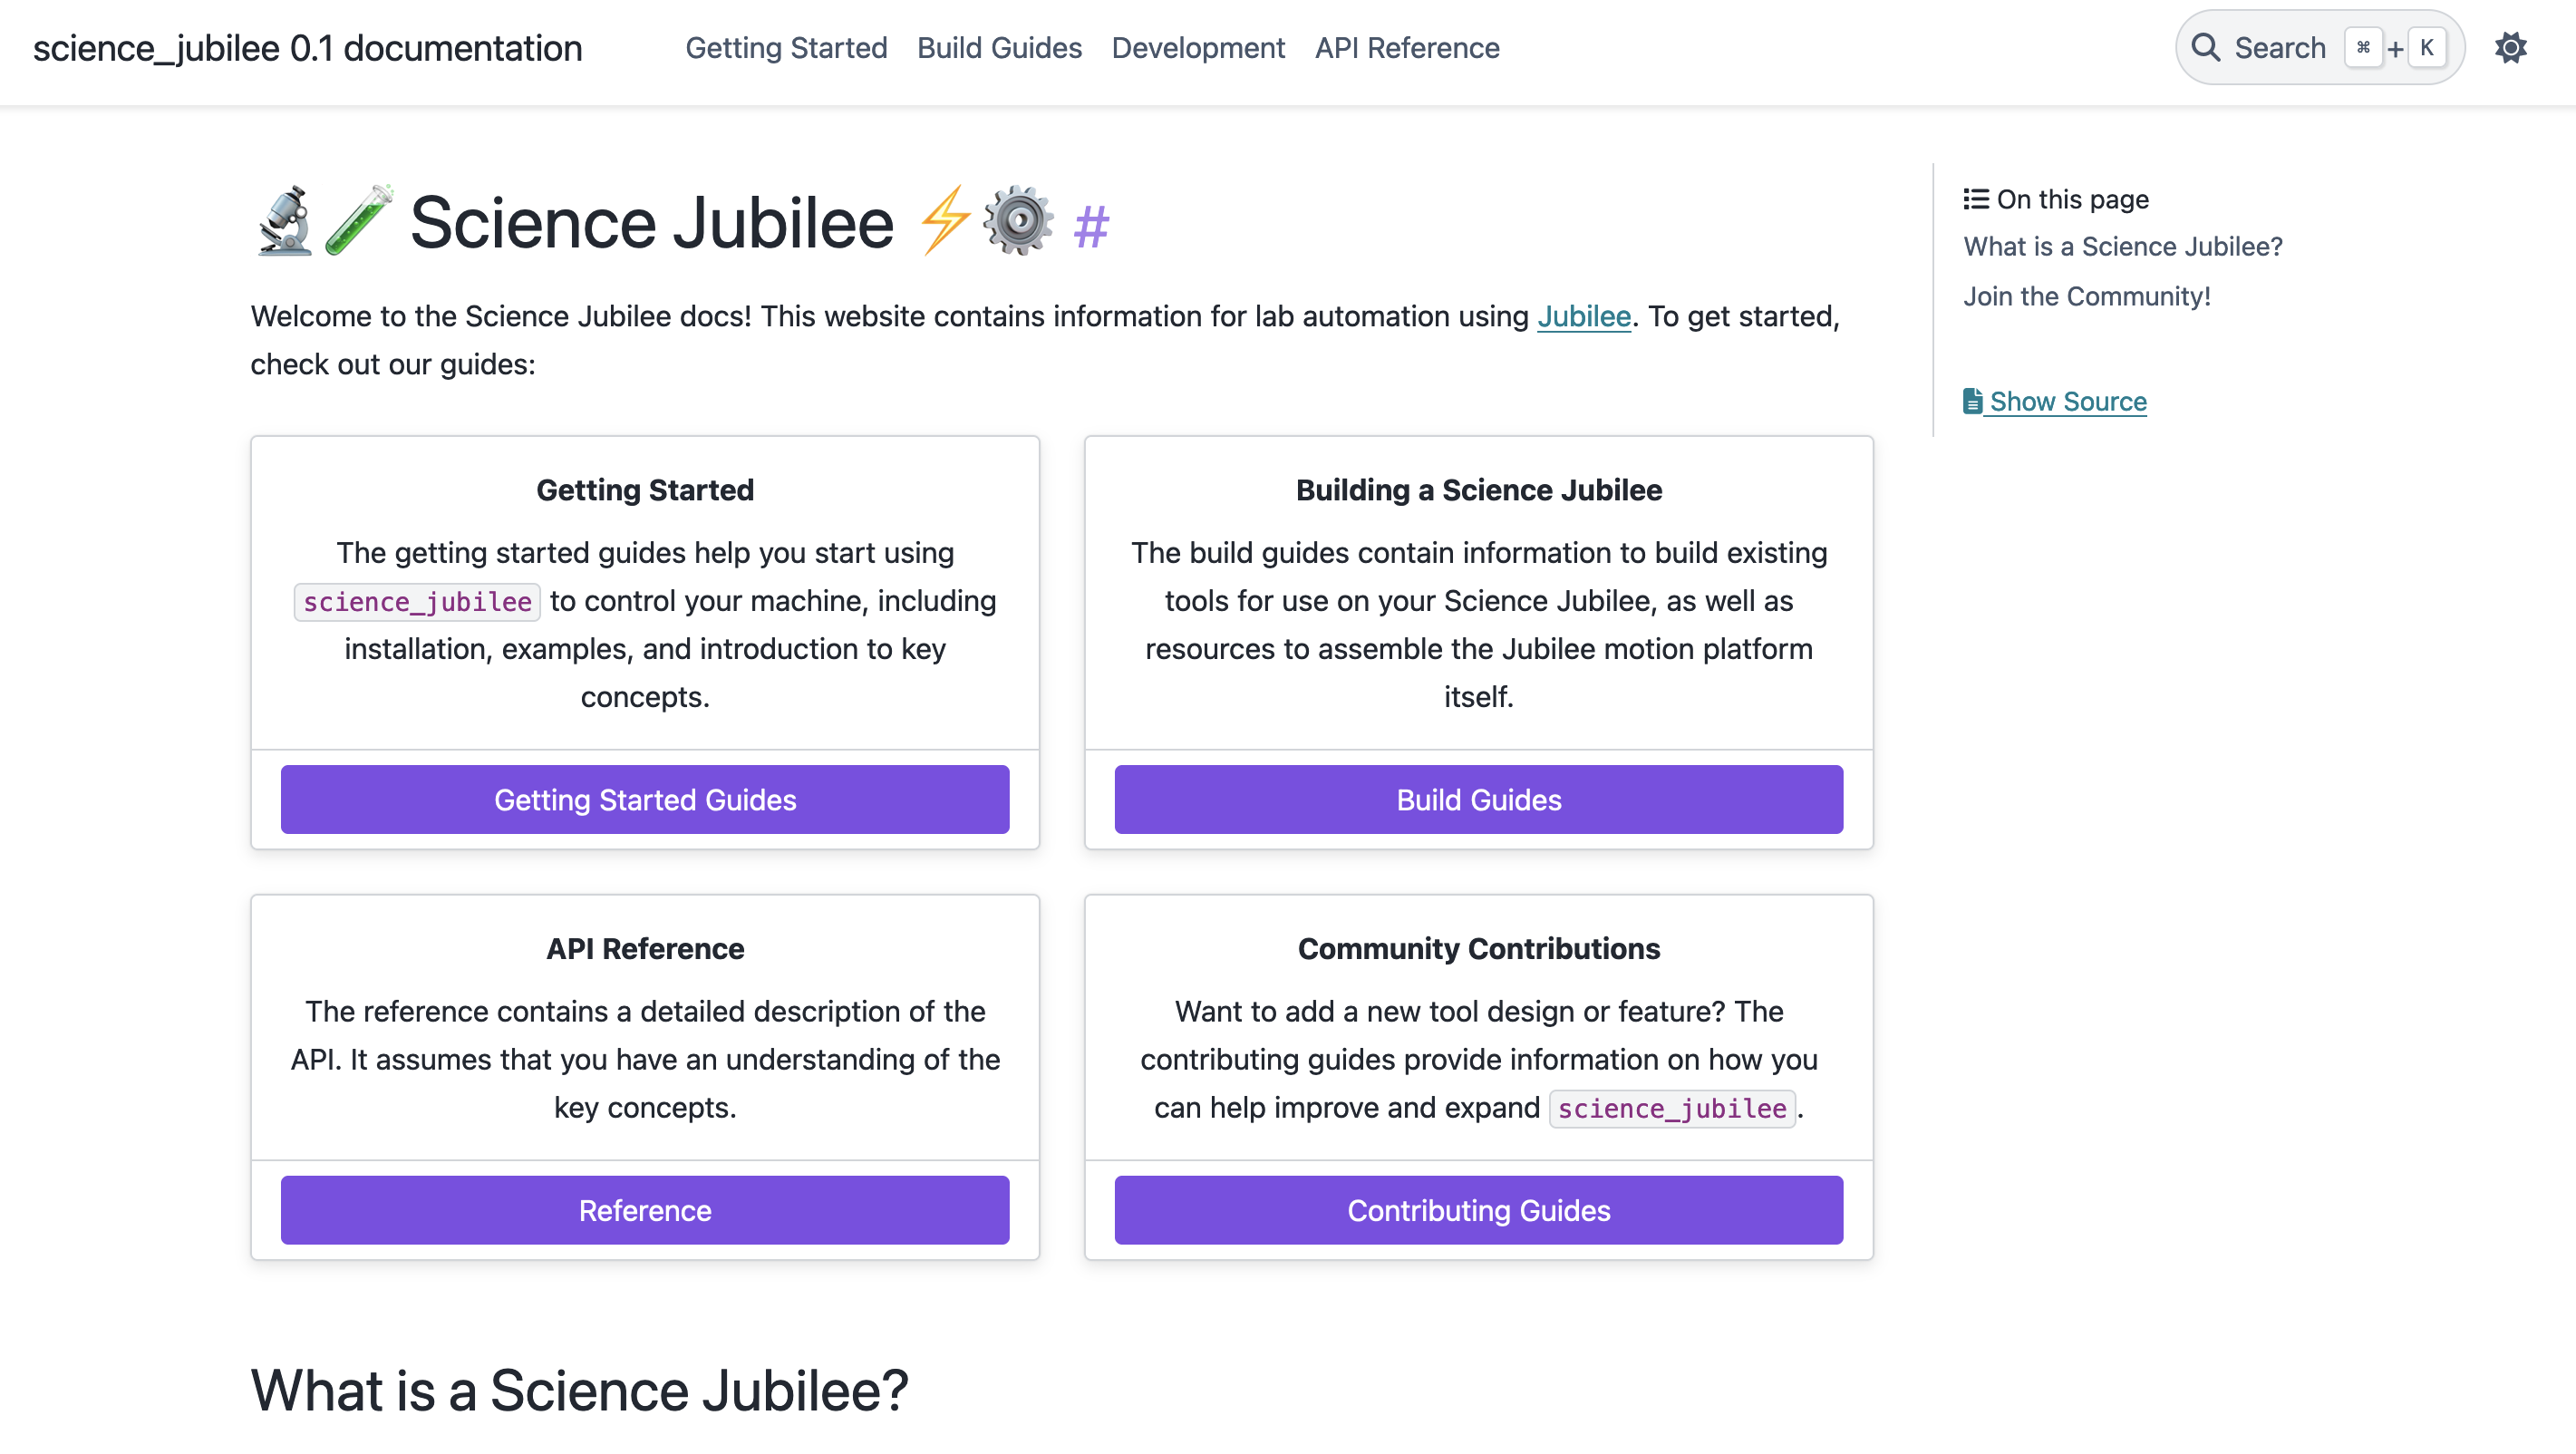 science_jubilee 0.1 documentation
Getting Started Build Guides Development API Reference
Search ⌘ + K
🔬🧪 Science Jubilee ⚡⚙️ #
Welcome to the Science Jubilee docs! This website contains information for lab automation using Jubilee. To get started,
check out our guides:
Getting Started
The getting started guides help you start using
science_jubilee to control your machine, including
installation, examples, and introduction to key
concepts.
Getting Started Guides
Building a Science Jubilee
The build guides contain information to build existing
tools for use on your Science Jubilee, as well as
resources to assemble the Jubilee motion platform
itself.
Build Guides
API Reference
The reference contains a detailed description of the
API. It assumes that you have an understanding of the
key concepts.
Reference
Community Contributions
Want to add a new tool design or feature? The
contributing guides provide information on how you
can help improve and expand science_jubilee.
Contributing Guides
What is a Science Jubilee?
On this page
What is a Science Jubilee?
Join the Community!
Show Source